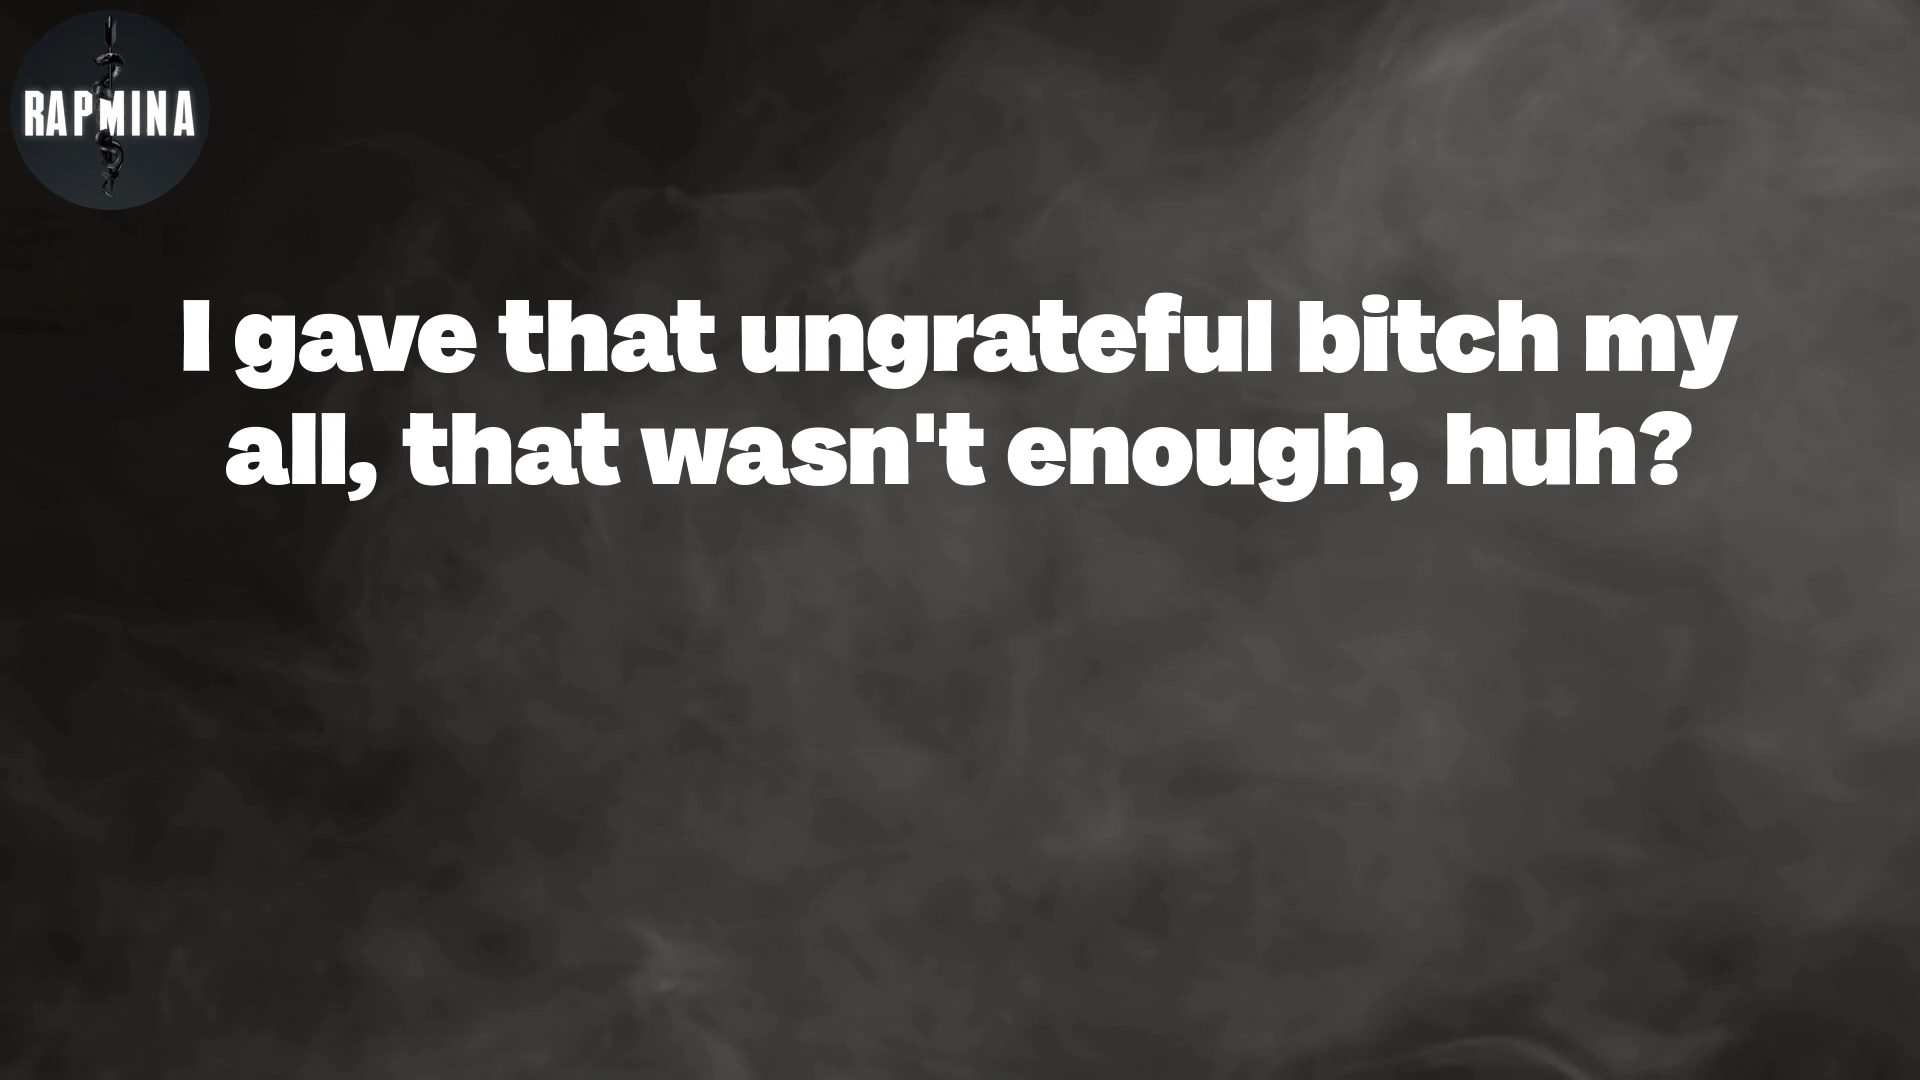 RAPMINA
I gave that ungrateful bitch my
all, that wasn't enough, huh?